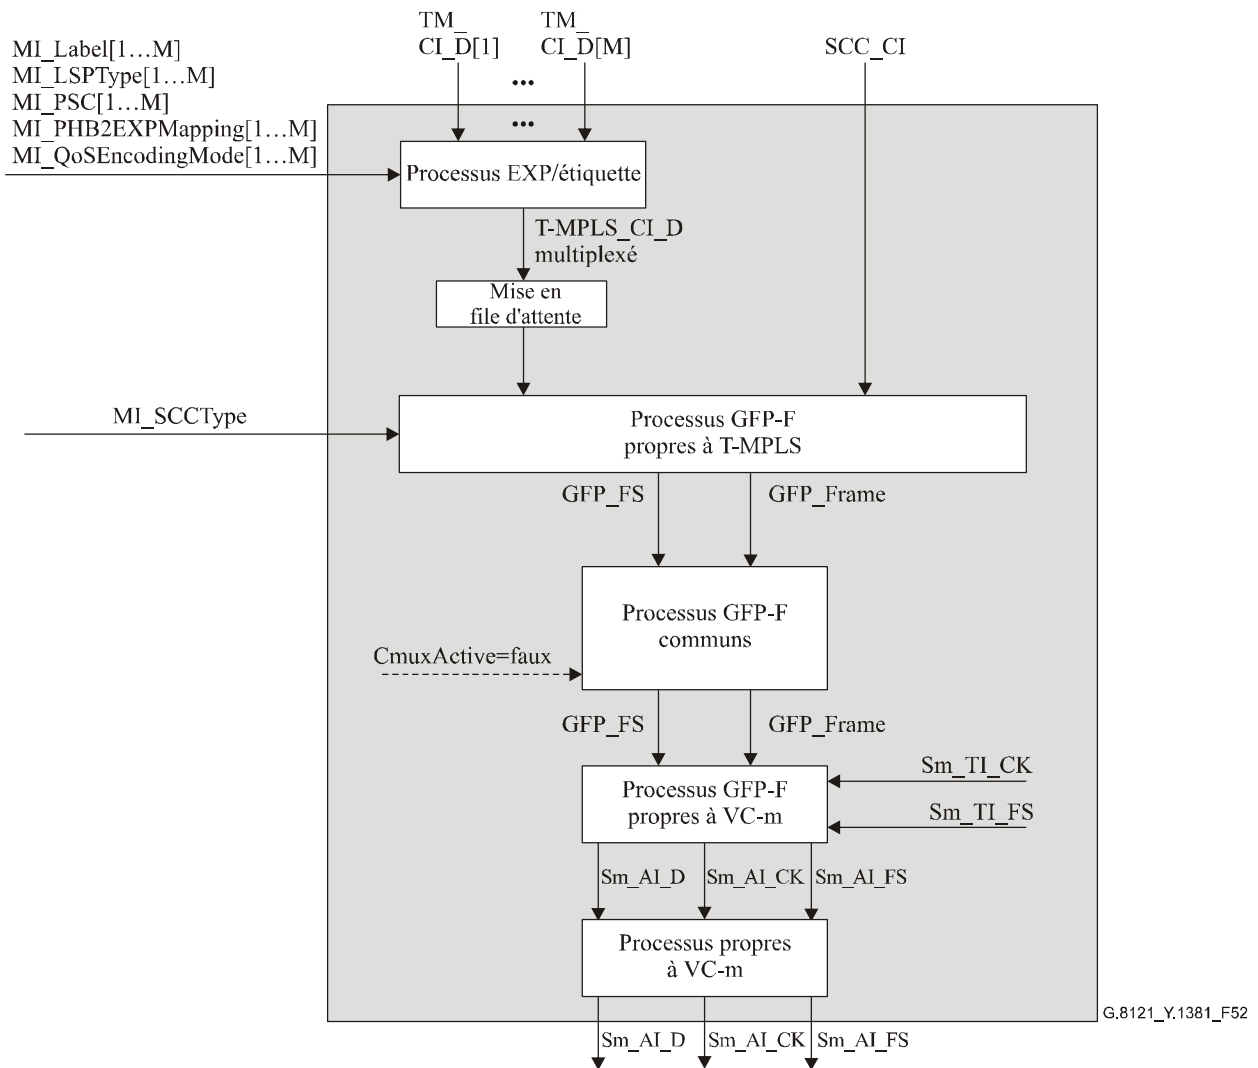 MI_Label[1…M]
MI_LSPType[1…M]
MI_PSC[1…M]
MI_PHB2EXPMapping[1…M]
MI_QoSEncodingMode[1…M]
TM_
CI_D[1]
...
TM_
CI_D[M]
SCC_CI
...
Processus EXP/étiquette
T-MPLS_CI_D
multiplexé
Mise en
file d'attente
MI_SCCType
Processus GFP-F
propres à T-MPLS
GFP_FS
GFP_Frame
Processus GFP-F
communs
CmuxActive=faux
GFP_FS
GFP_Frame
Sm_TI_CK
Processus GFP-F
propres à VC-m
Sm_TI_FS
Sm_AI_D
Sm_AI_CK
Sm_AI_FS
Processus propres
à VC-m
G.8121_Y.1381_F52
Sm_AI_D
Sm_AI_CK
Sm_AI_FS